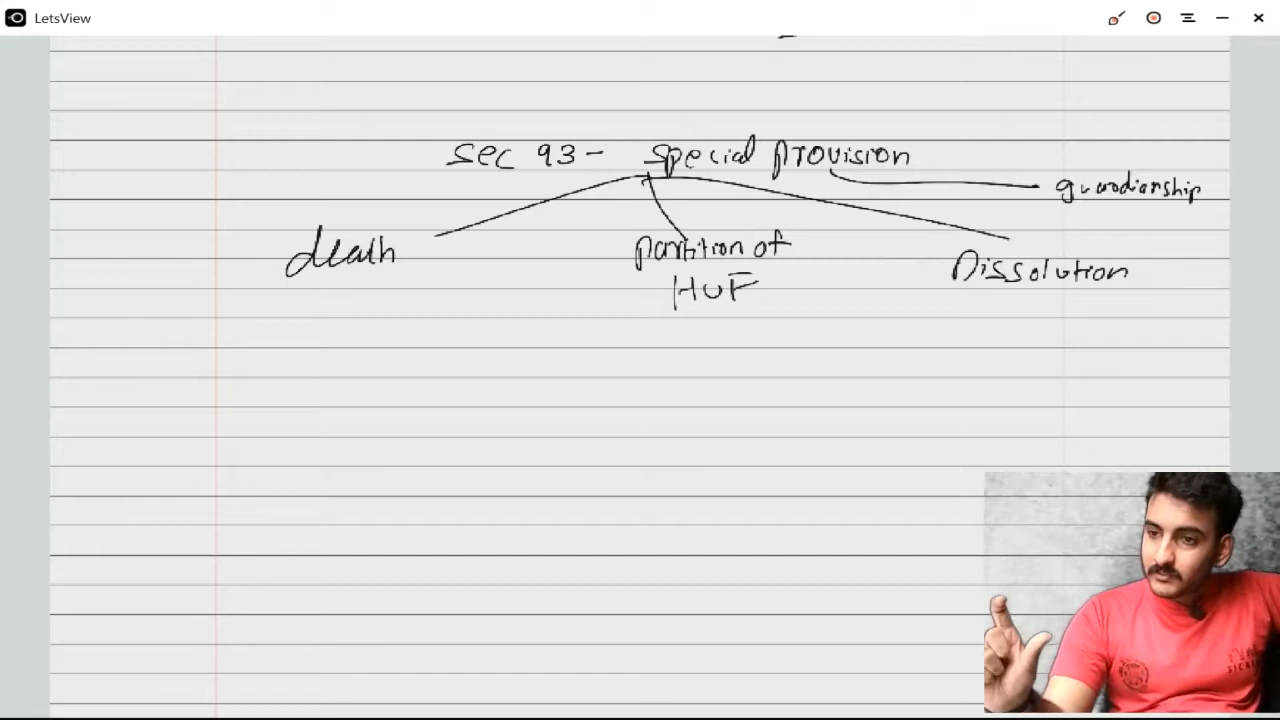 LetsView
Sec 93 - Special provision
guardianship
death
partition of
HUF
Dissolution